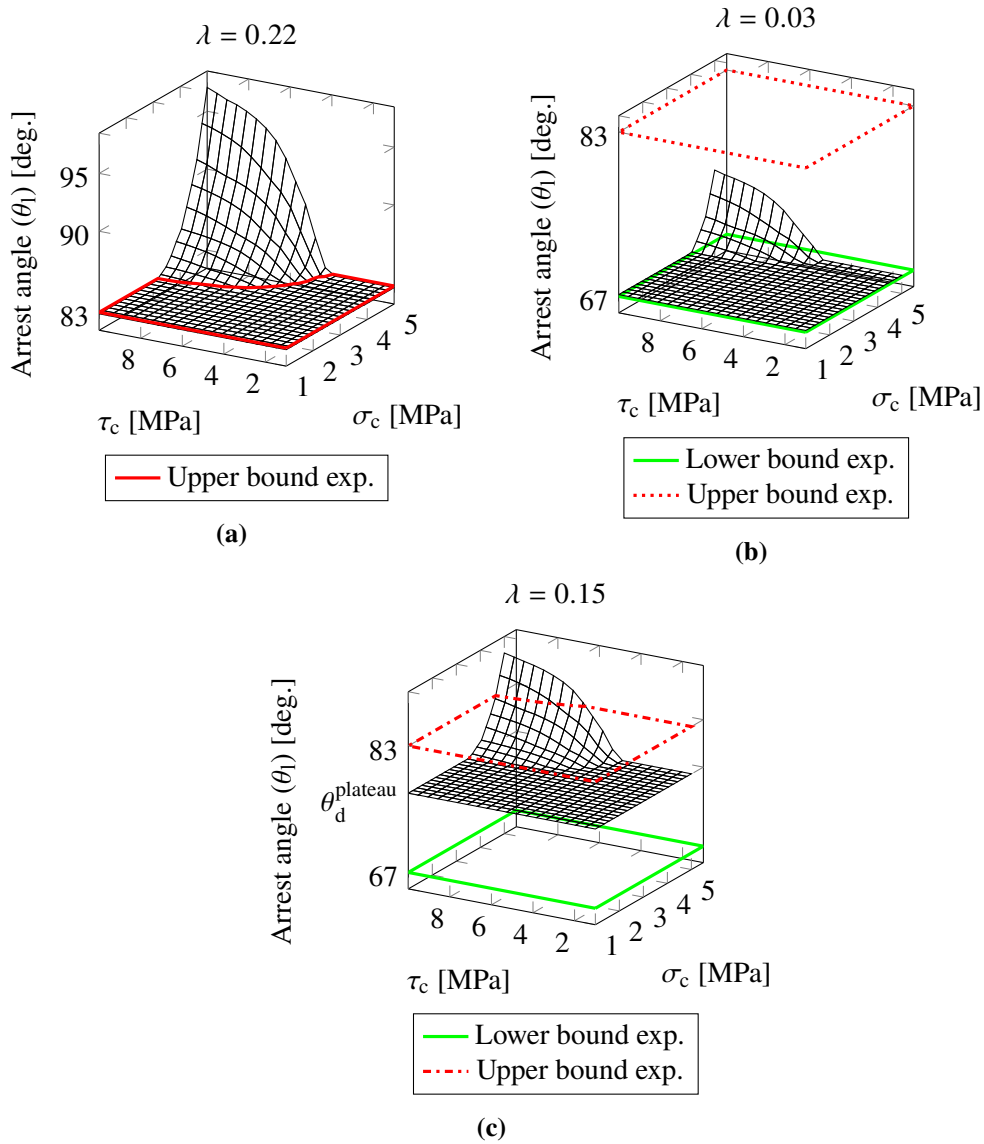 λ = 0.22
Arrest angle (θl) [deg.]
95
90
83
8
6
4
2
1
2
3
4
5
τc [MPa]
σc [MPa]
Upper bound exp.
(a)
λ = 0.03
Arrest angle (θl) [deg.]
83
67
8
6
4
2
1
2
3
4
5
τc [MPa]
σc [MPa]
Lower bound exp.
Upper bound exp.
(b)
λ = 0.15
Arrest angle (θl) [deg.]
83
θd plateau
67
8
6
4
2
1
2
3
4
5
τc [MPa]
σc [MPa]
Lower bound exp.
Upper bound exp.
(c)